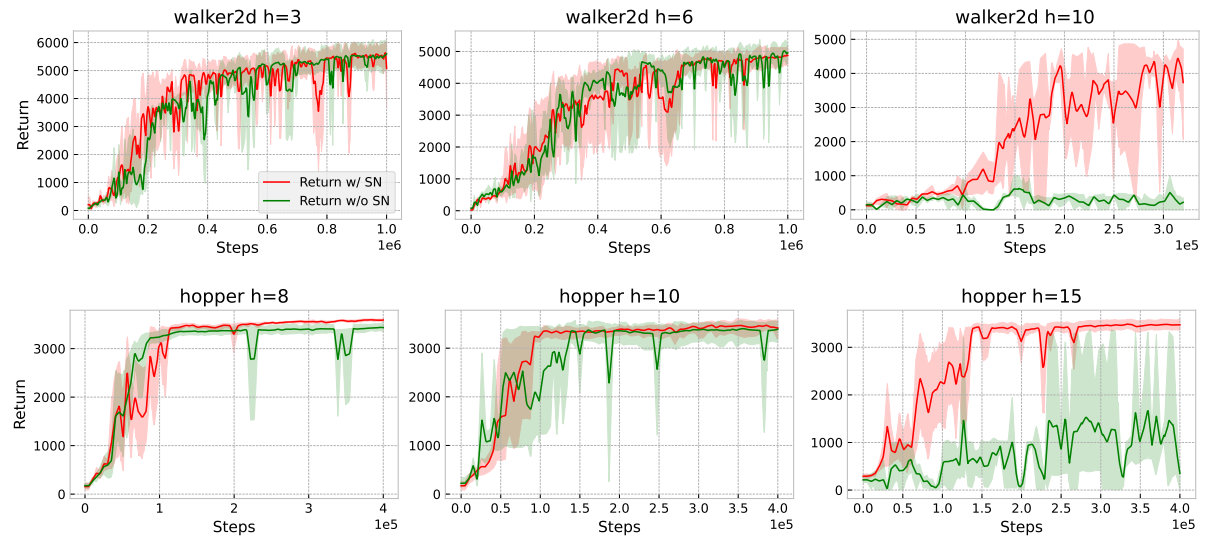 walker2d h=3
walker2d h=6
walker2d h=10
Return
6000
5000
4000
3000
2000
1000
0
Return w/ SN
Return w/o SN
0.0 0.2 0.4 0.6 0.8 1.0
Steps
1e6
5000
4000
3000
2000
1000
0
0.0 0.2 0.4 0.6 0.8 1.0
Steps
1e6
5000
4000
3000
2000
1000
0
0.0 0.5 1.0 1.5 2.0 2.5 3.0
Steps
1e5
hopper h=8
hopper h=10
hopper h=15
Return
3000
2000
1000
0
0 1 2 3 4
Steps
1e5
3000
2000
1000
0
0.0 0.5 1.0 1.5 2.0 2.5 3.0 3.5 4.0
Steps
1e5
3000
2000
1000
0
0.0 0.5 1.0 1.5 2.0 2.5 3.0 3.5 4.0
Steps
1e5